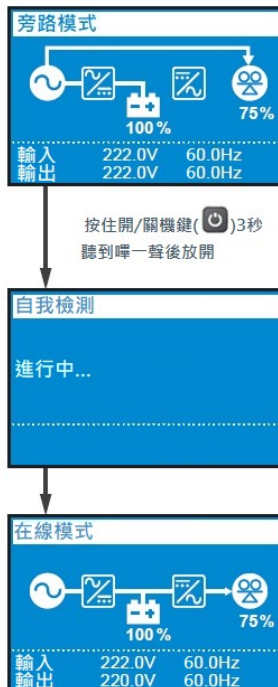 旁路模式
100%
75%
輸入 222.0V 60.0Hz
輸出 222.0V 60.0Hz
按住開/關機鍵( )3秒
聽到嗶一聲後放開
自我檢測
進行中...
在線模式
100%
75%
輸入 222.0V 60.0Hz
輸出 220.0V 60.0Hz